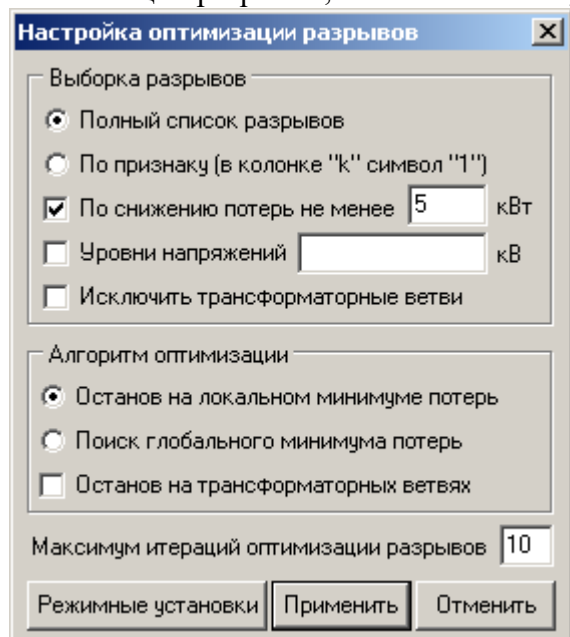 Настройка оптимизации разрывов
Выборка разрывов
Полный список разрывов
По признаку (в колонке "k" символ "1")
По снижению потерь не менее 5 кВт
Уровни напряжений кВ
Исключить трансформаторные ветви
Алгоритм оптимизации
Останов на локальном минимуме потерь
Поиск глобального минимума потерь
Останов на трансформаторных ветвях
Максимум итераций оптимизации разрывов 10
Режимные установки Применить Отменить